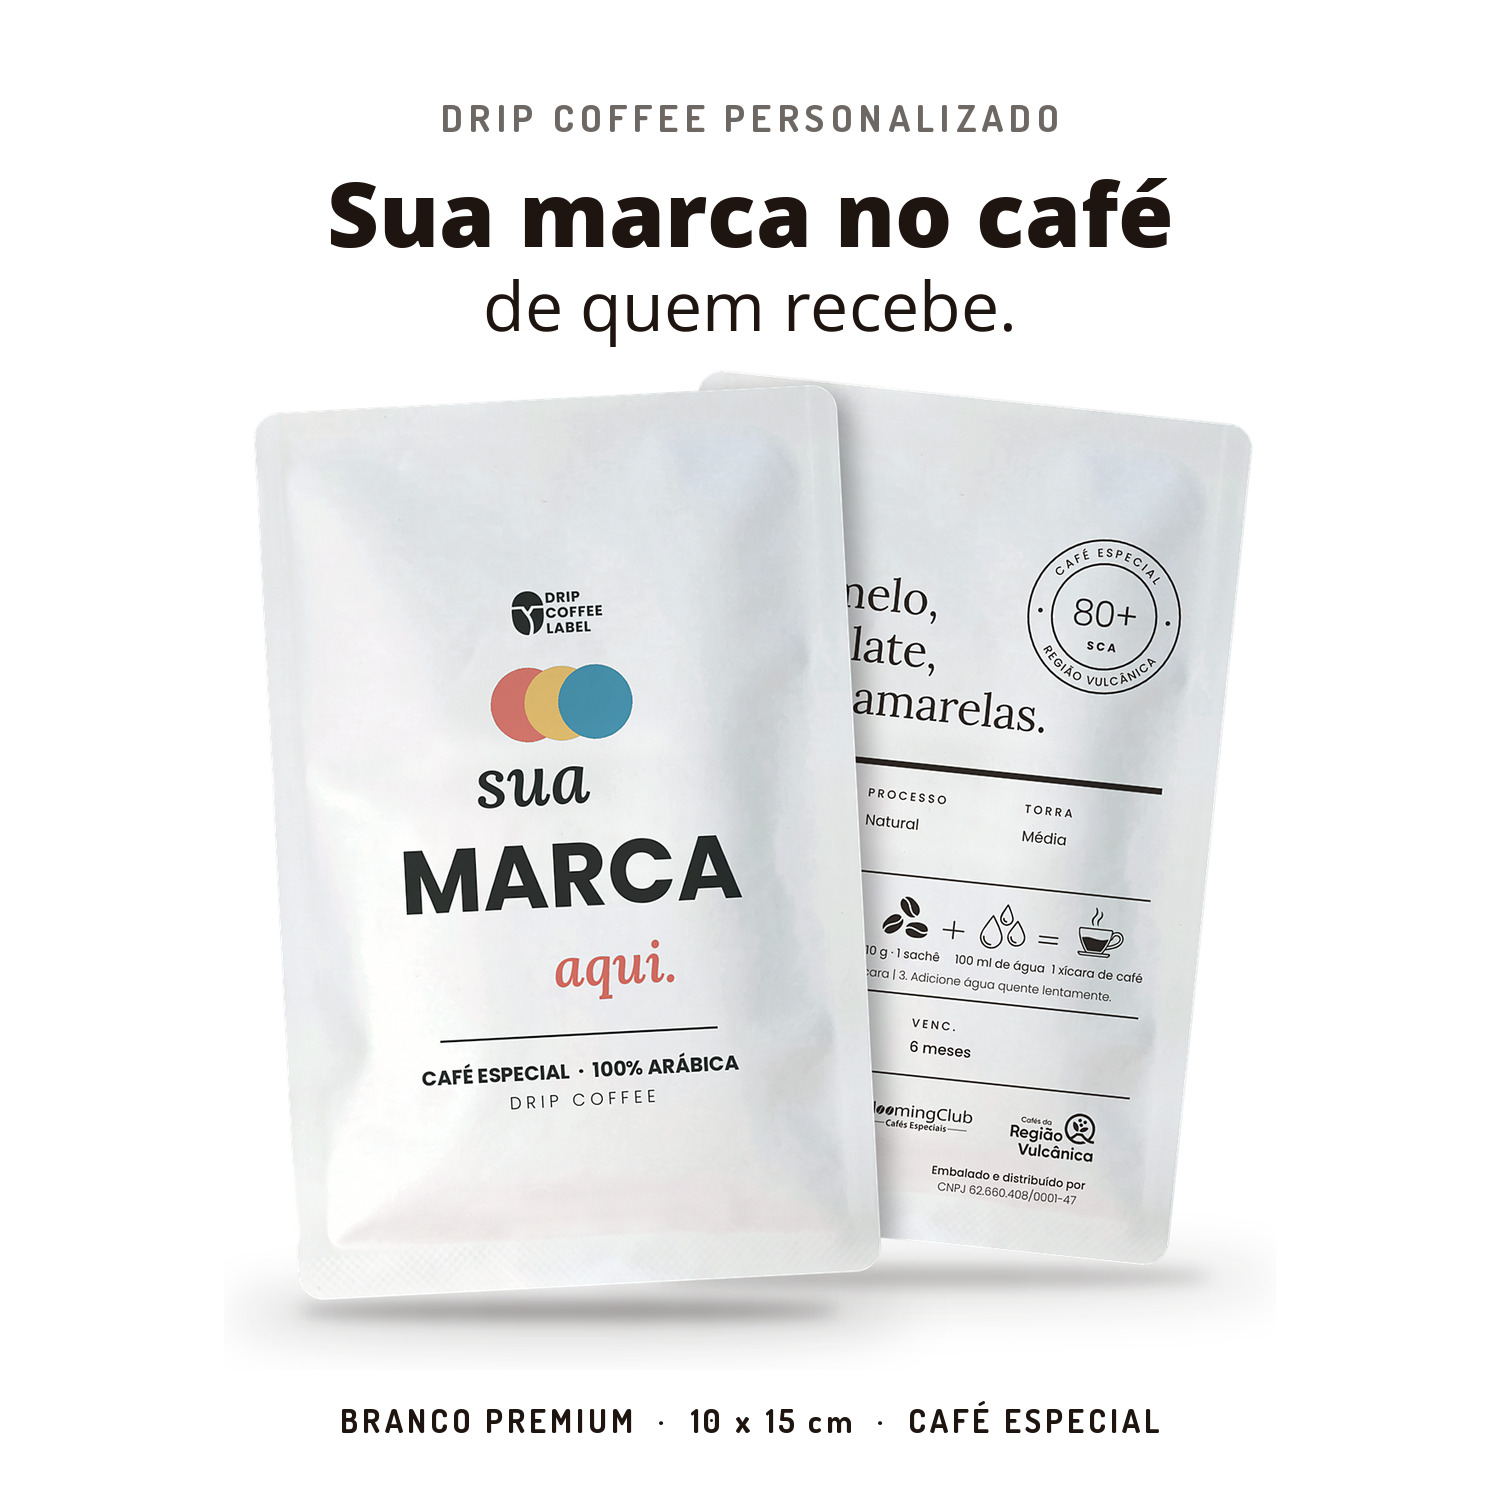 DRIP COFFEE PERSONALIZADO
Sua marca no café
de quem recebe.
DRIP
COFFEE
LABEL
sua
MARCA
aqui.
CAFÉ ESPECIAL · 100% ARÁBICA
DRIP COFFEE
melo,
late,
amarelas.
CAFÉ ESPECIAL
80+
SCA
REGIÃO VULCÂNICA
PROCESSO
TORRA
Natural
Média
+
=
10 g · 1 sachê
100 ml de água
1 xícara de café
cara | 3. Adicione água quente lentamente.
VENC.
6 meses
loomingClub
Cafés Especiais
Cafés da
Região
Vulcânica
Embalado e distribuído por
CNPJ 62.660.408/0001-47
BRANCO PREMIUM · 10 x 15 cm · CAFÉ ESPECIAL